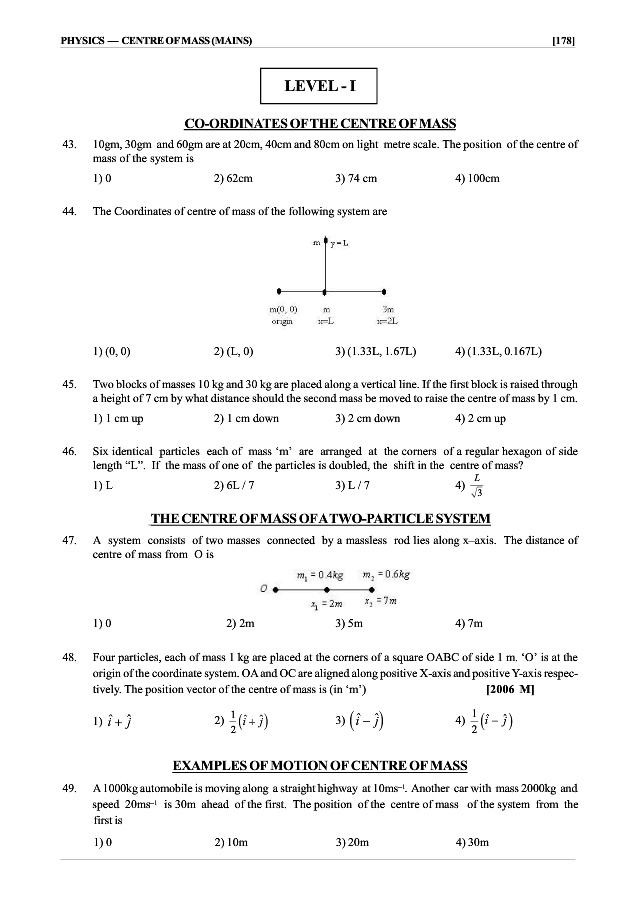 PHYSICS — CENTRE OF MASS (MAINS) [178]
LEVEL - I
CO-ORDINATES OF THE CENTRE OF MASS
43. 10gm, 30gm and 60gm are at 20cm, 40cm and 80cm on light metre scale. The position of the centre of
mass of the system is
1) 0 2) 62cm 3) 74 cm 4) 100cm
44. The Coordinates of centre of mass of the following system are
m y = L
m(0, 0) m 3m
origin x=L x=2L
1) (0, 0) 2) (L, 0) 3) (1.33L, 1.67L) 4) (1.33L, 0.167L)
45. Two blocks of masses 10 kg and 30 kg are placed along a vertical line. If the first block is raised through
a height of 7 cm by what distance should the second mass be moved to raise the centre of mass by 1 cm.
1) 1 cm up 2) 1 cm down 3) 2 cm down 4) 2 cm up
46. Six identical particles each of mass ‘m’ are arranged at the corners of a regular hexagon of side
length “L”. If the mass of one of the particles is doubled, the shift in the centre of mass?
1) L 2) 6L / 7 3) L / 7 4) L/√3
THE CENTRE OF MASS OF A TWO-PARTICLE SYSTEM
47. A system consists of two masses connected by a massless rod lies along x–axis. The distance of
centre of mass from O is
m₁ = 0.4kg m₂ = 0.6kg
O
x₁ = 2m x₂ = 7m
1) 0 2) 2m 3) 5m 4) 7m
48. Four particles, each of mass 1 kg are placed at the corners of a square OABC of side 1 m. ‘O’ is at the
origin of the coordinate system. OA and OC are aligned along positive X-axis and positive Y-axis respec-
tively. The position vector of the centre of mass is (in ‘m’) [2006 M]
1) î + ĵ 2) 1/2 (î + ĵ) 3) (î − ĵ) 4) 1/2 (î − ĵ)
EXAMPLES OF MOTION OF CENTRE OF MASS
49. A 1000kg automobile is moving along a straight highway at 10ms⁻¹. Another car with mass 2000kg and
speed 20ms⁻¹ is 30m ahead of the first. The position of the centre of mass of the system from the
first is
1) 0 2) 10m 3) 20m 4) 30m